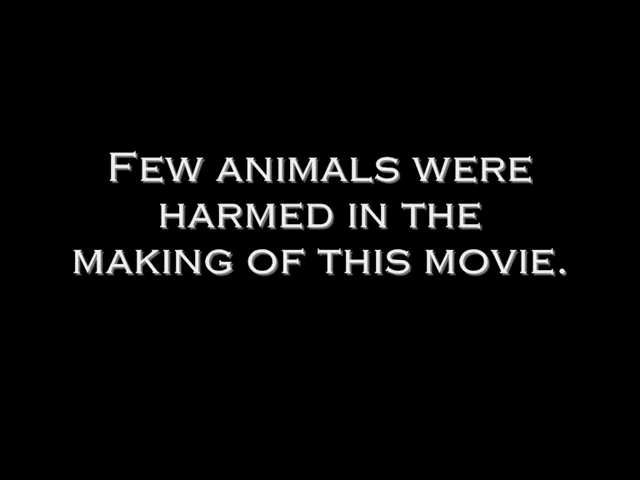 Few animals were
harmed in the
making of this movie.